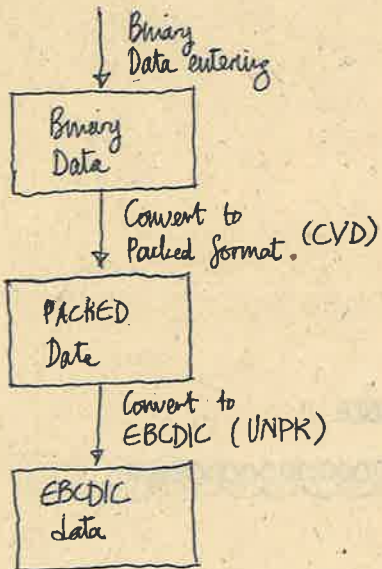 Binary
Data entering
Binary
Data
Convert to
Packed format. (CVD)
PACKED
Data
Convert to
EBCDIC (UNPK)
EBCDIC
data